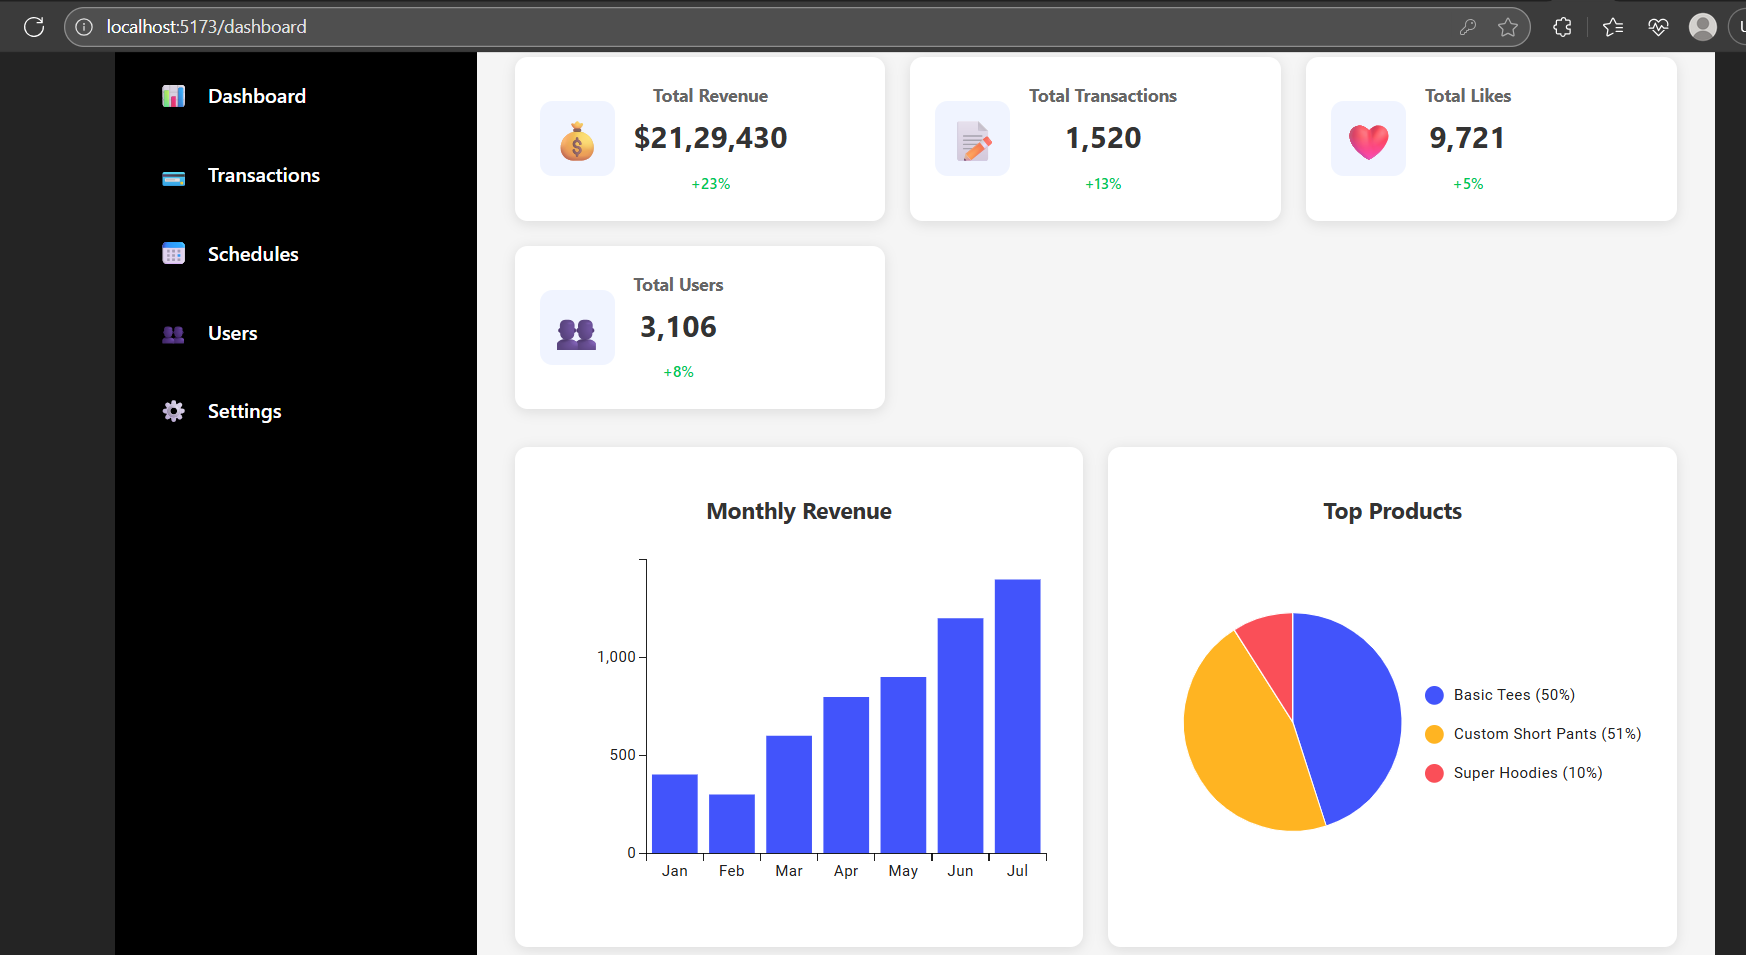 localhost:5173/dashboard
Dashboard
Transactions
Schedules
Users
Settings
Total Revenue
$21,29,430
+23%
Total Transactions
1,520
+13%
Total Likes
9,721
+5%
Total Users
3,106
+8%
Monthly Revenue
1,000
500
0
Jan Feb Mar Apr May Jun Jul
Top Products
Basic Tees (50%)
Custom Short Pants (51%)
Super Hoodies (10%)